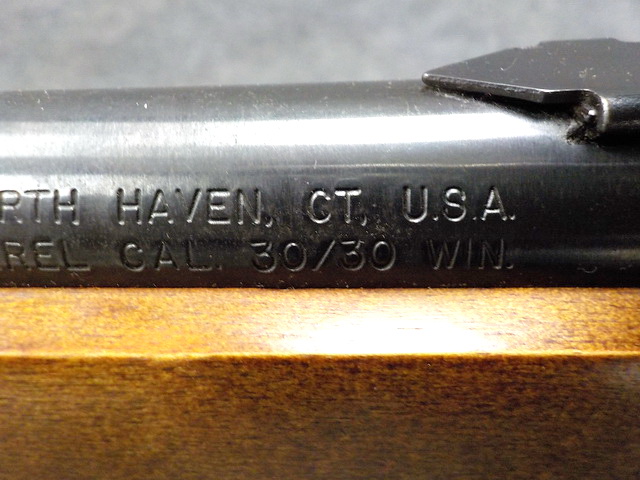 RTH HAVEN, CT, U.S.A.
REL CAL. 30/30 WIN.